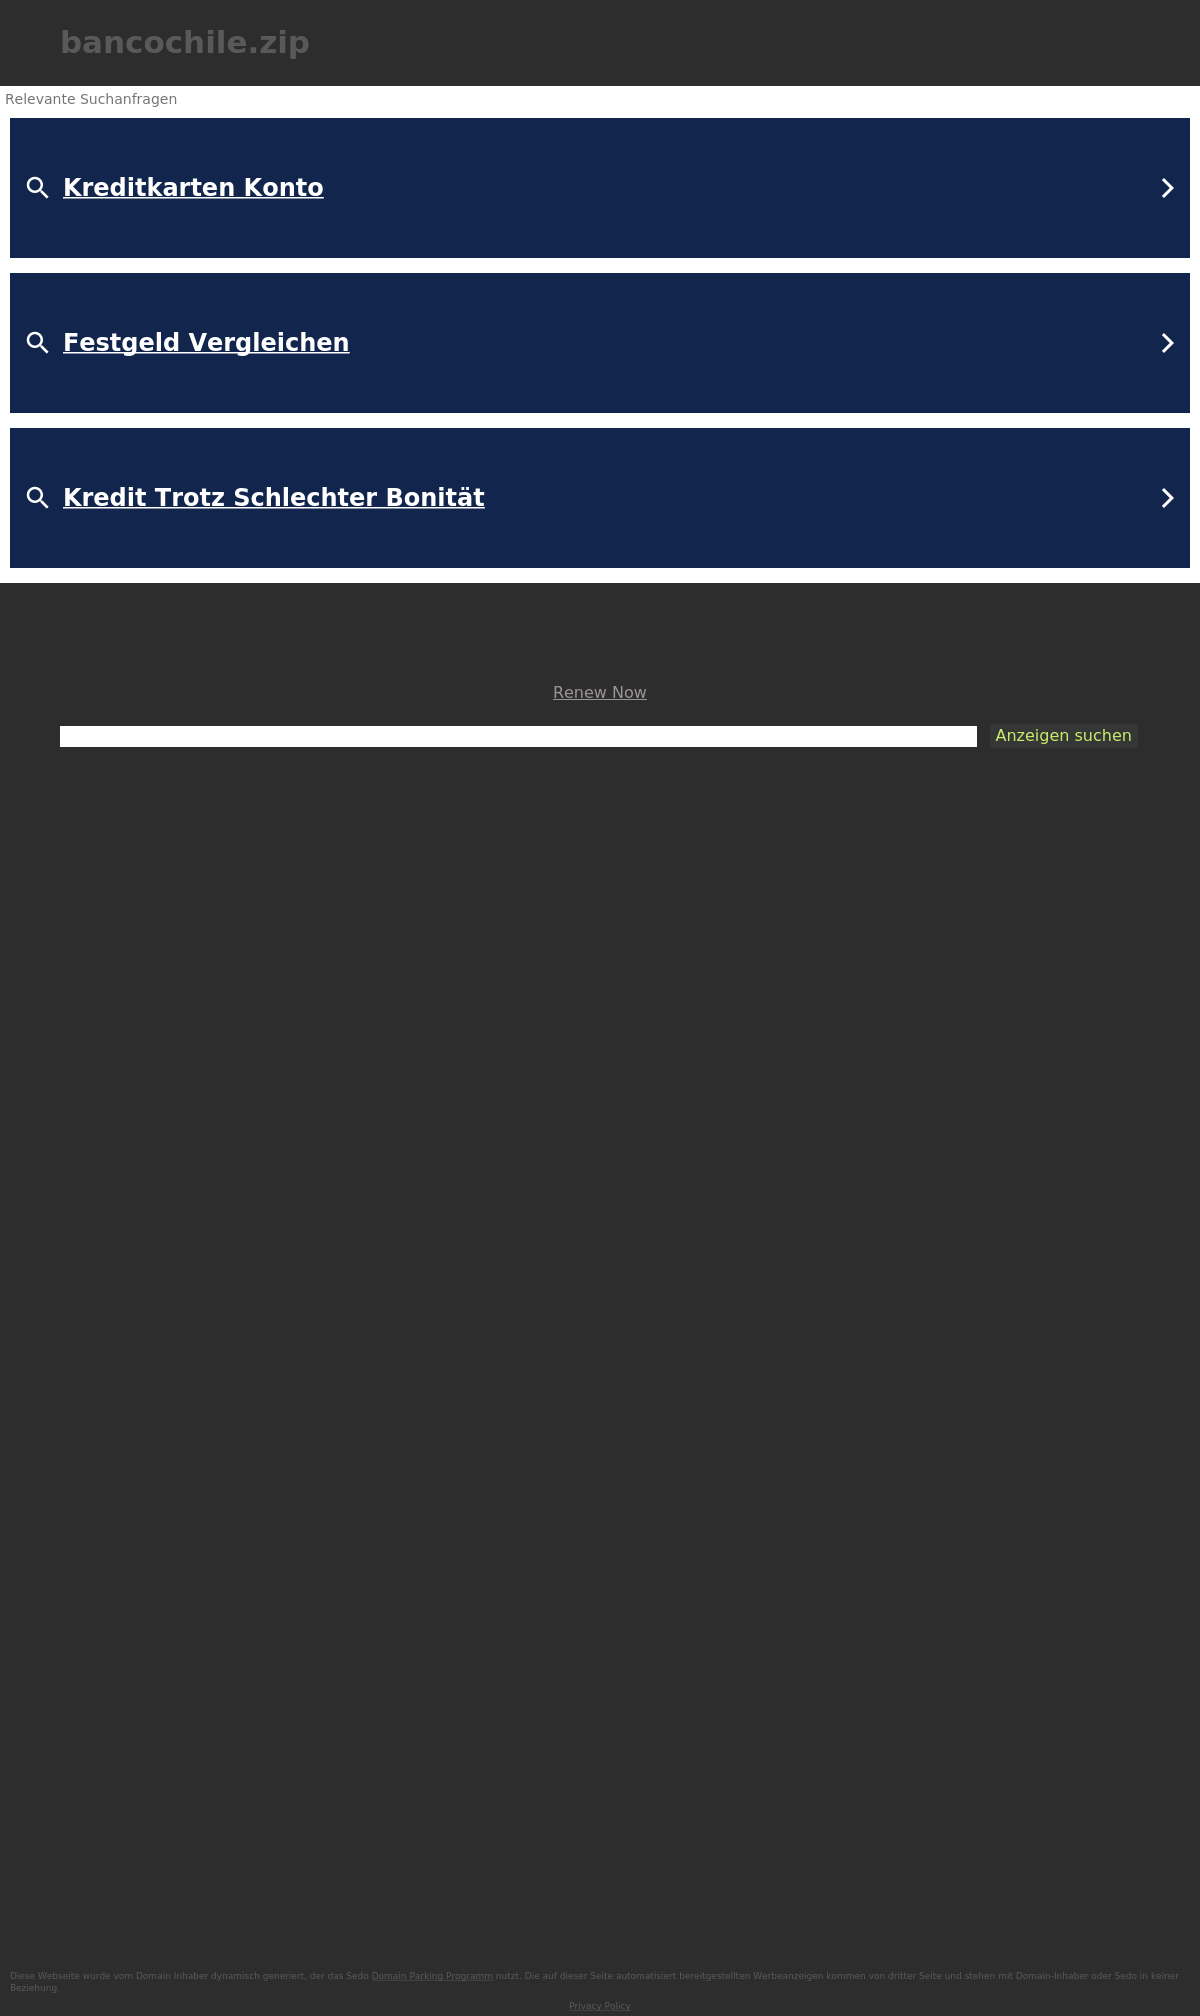 bancochile.zip
Relevante Suchanfragen
Kreditkarten Konto
Festgeld Vergleichen
Kredit Trotz Schlechter Bonität
Renew Now
Anzeigen suchen
Diese Webseite wurde vom Domain Inhaber dynamisch generiert, der das Sedo Domain Parking Programm nutzt. Die auf dieser Seite automatisiert bereitgestellten Werbeanzeigen kommen von dritter Seite und stehen mit Domain-Inhaber oder Sedo in keiner
Beziehung.
Privacy Policy